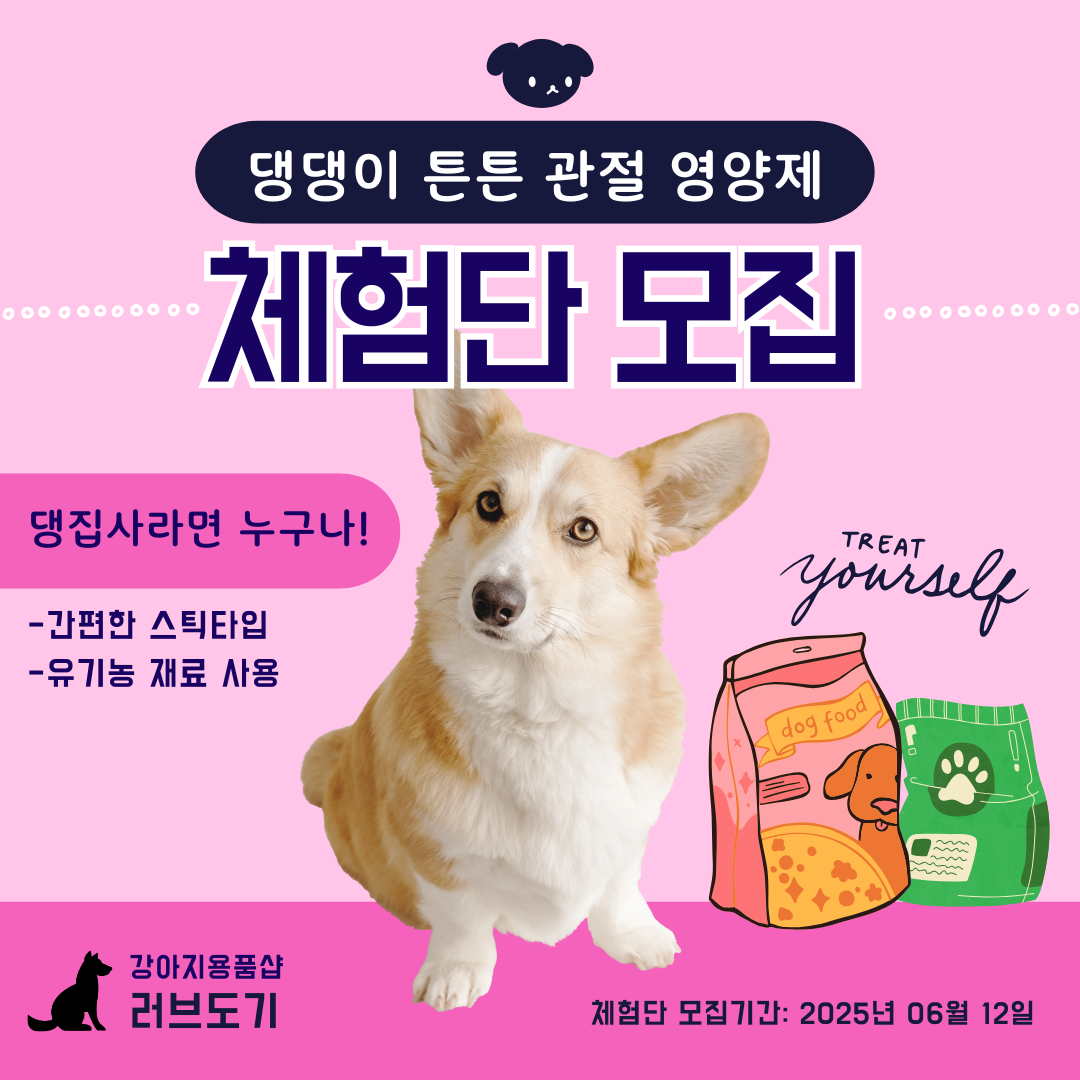 댕댕이 튼튼 관절 영양제
체험단 모집
댕집사라면 누구나!
-간편한 스틱타입
-유기농 재료 사용
TREAT
yourself
dog food
강아지용품샵
러브도기
체험단 모집기간: 2025년 06월 12일